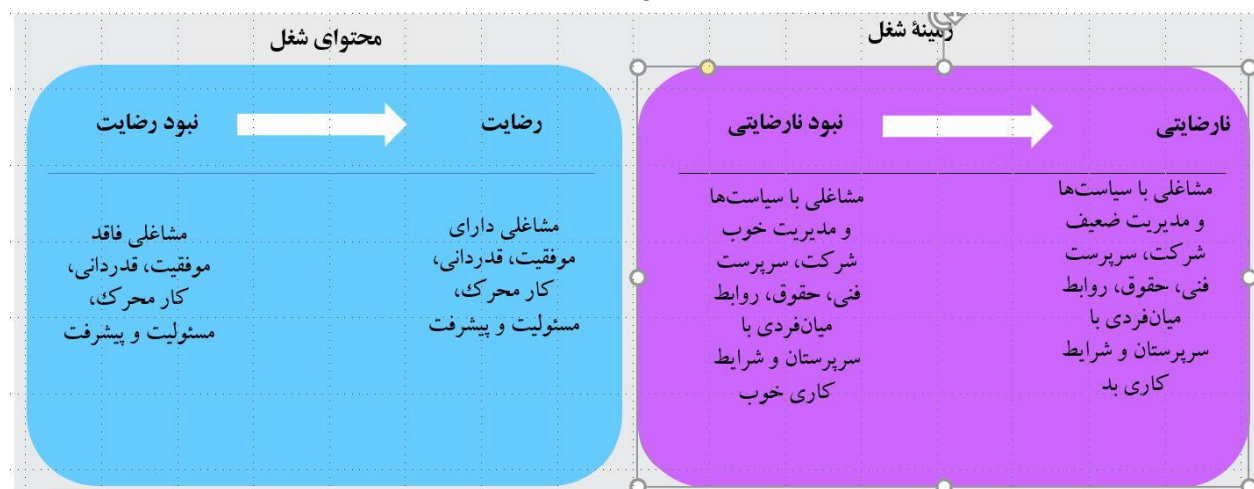 زمینهٔ شغل
نارضایتی
نبود نارضایتی
مشاغلی با سیاست‌ها
و مدیریت ضعیف
شرکت، سرپرست
فنی، حقوق، روابط
میان‌فردی با
سرپرستان و شرایط
کاری بد
مشاغلی با سیاست‌ها
و مدیریت خوب
شرکت، سرپرست
فنی، حقوق، روابط
میان‌فردی با
سرپرستان و شرایط
کاری خوب
محتوای شغل
رضایت
نبود رضایت
مشاغلی دارای
موفقیت، قدردانی،
کار محرک،
مسئولیت و پیشرفت
مشاغلی فاقد
موفقیت، قدردانی،
کار محرک،
مسئولیت و پیشرفت